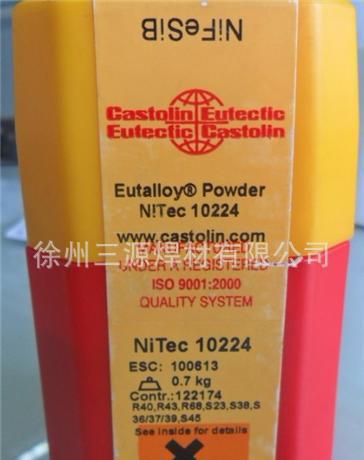 NiFeSiB
Castolin Eutectic
Eutectic Castolin
Eutalloy® Powder
NiTec 10224
www.castolin.com
徐州三源焊材有限公司
UNDER A REGISTERED
ISO 9001:2000
QUALITY SYSTEM
NiTec 10224
ESC: 100613
0.7 kg
Contr.:122174
R40,R43,R68,S23,S38,S
36/37/39,S45
See inside for details